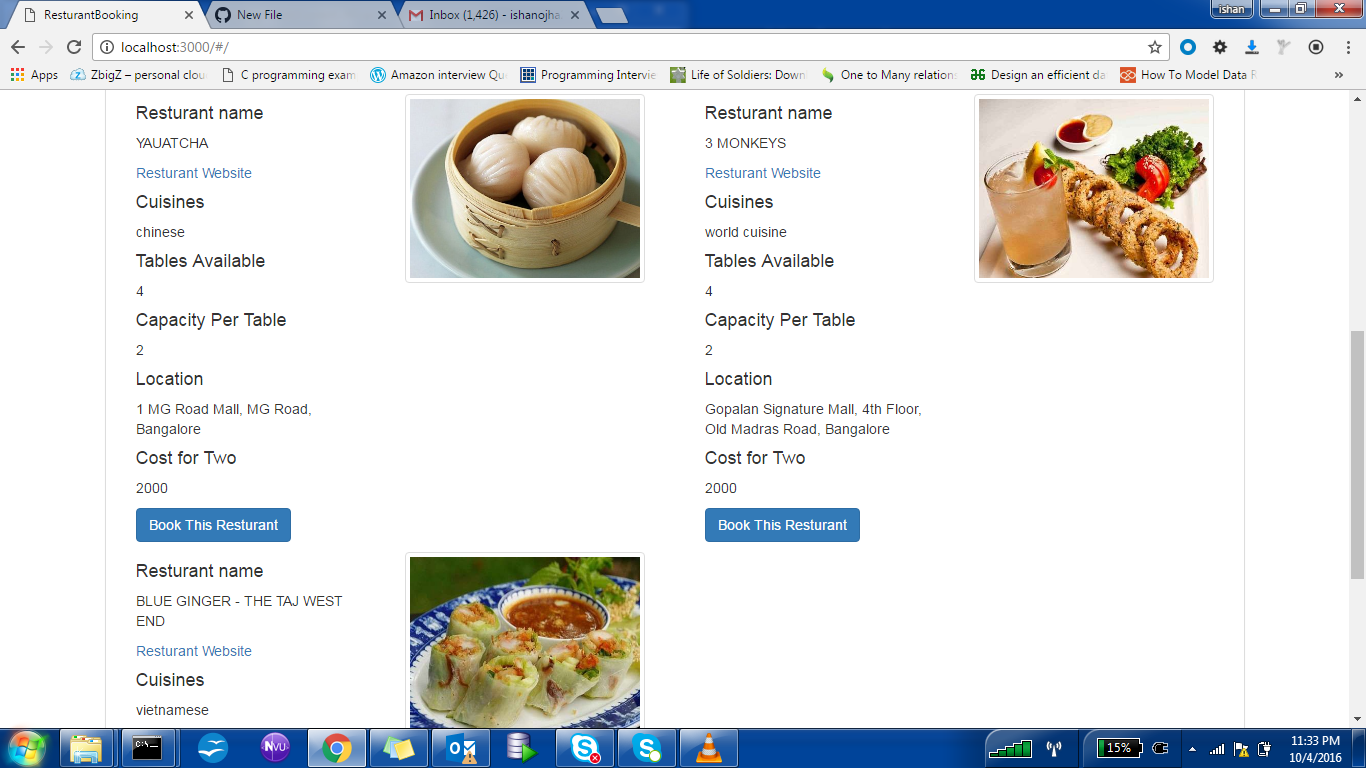 ResturantBooking
New File
Inbox (1,426) - ishanojha
ishan
localhost:3000/#/
Apps
ZbigZ – personal clou
C programming exam
Amazon interview Qu
Programming Intervie
Life of Soldiers: Down
One to Many relation
Design an efficient da
How To Model Data R
»
Resturant name
YAUATCHA
Resturant Website
Cuisines
chinese
Tables Available
4
Capacity Per Table
2
Location
1 MG Road Mall, MG Road,
Bangalore
Cost for Two
2000
Book This Resturant
Resturant name
3 MONKEYS
Resturant Website
Cuisines
world cuisine
Tables Available
4
Capacity Per Table
2
Location
Gopalan Signature Mall, 4th Floor,
Old Madras Road, Bangalore
Cost for Two
2000
Book This Resturant
Resturant name
BLUE GINGER - THE TAJ WEST
END
Resturant Website
Cuisines
vietnamese
C:\_
NVU
15%
11:33 PM
10/4/2016